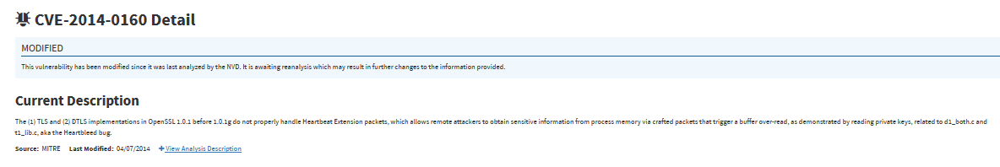 CVE-2014-0160 Detail
MODIFIED
This vulnerability has been modified since it was last analyzed by the NVD. It is awaiting reanalysis which may result in further changes to the information provided.
Current Description
The (1) TLS and (2) DTLS implementations in OpenSSL 1.0.1 before 1.0.1g do not properly handle Heartbeat Extension packets, which allows remote attackers to obtain sensitive information from process memory via crafted packets that trigger a buffer over-read, as demonstrated by reading private keys, related to d1_both.c and
t1_lib.c, aka the Heartbleed bug.
Source: MITRE Last Modified: 04/07/2014 +View Analysis Description